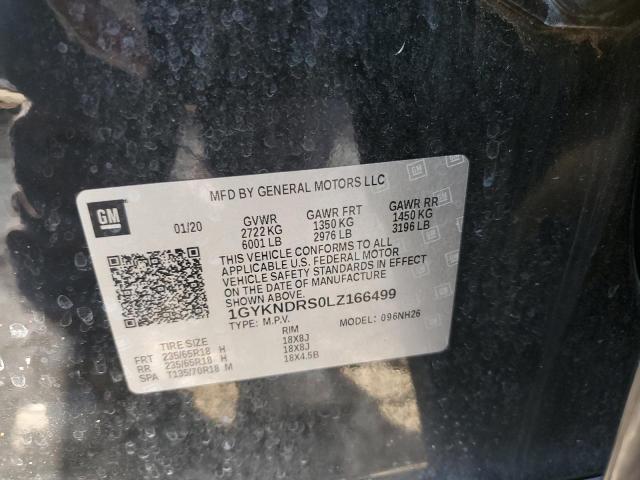 MFD BY GENERAL MOTORS LLC
GM
01/20
GVWR
2722 KG
6001 LB
GAWR FRT
1350 KG
2976 LB
GAWR RR
1450 KG
3196 LB
THIS VEHICLE CONFORMS TO ALL
APPLICABLE U.S. FEDERAL MOTOR
VEHICLE SAFETY STANDARDS IN EFFECT
ON THE DATE OF MANUFACTURE
SHOWN ABOVE.
1GYKNDRS0LZ166499
TYPE: M.P.V. MODEL: 096NH26
TIRE SIZE RIM
FRT 235/65R18 H 18X8J
RR 235/65R18 H 18X8J
SPA T135/70R18 M 18X4.5B